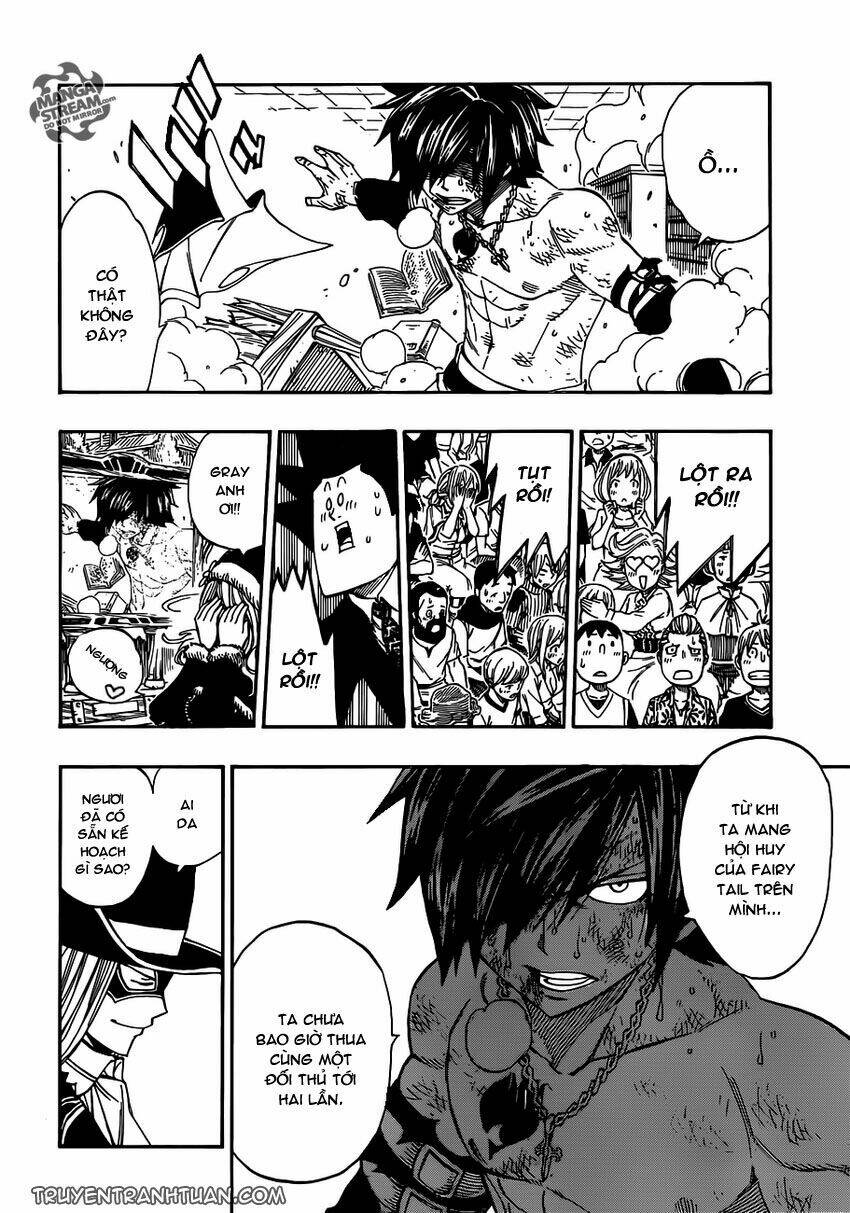 MANGA
STREAM.com
DO NOT MIRROR
Ồ...
CÓ
THẬT
KHÔNG
ĐÂY?
LỘT RA
RỒI!!
TỤT
RỒI!!
LỘT
RỒI!!
GRAY
ANH
ƠI!!
NGƯỢNG
TỪ KHI
TA MANG
HỘI HUY
CỦA FAIRY
TAIL TRÊN
MÌNH...
TA CHƯA
BAO GIỜ THUA
CÙNG MỘT
ĐỐI THỦ TỚI
HAI LẦN.
AI
DA
NGƯƠI
ĐÃ CÓ
SẴN KẾ
HOẠCH
GÌ SAO?
TRUYENTRANHTUAN.COM